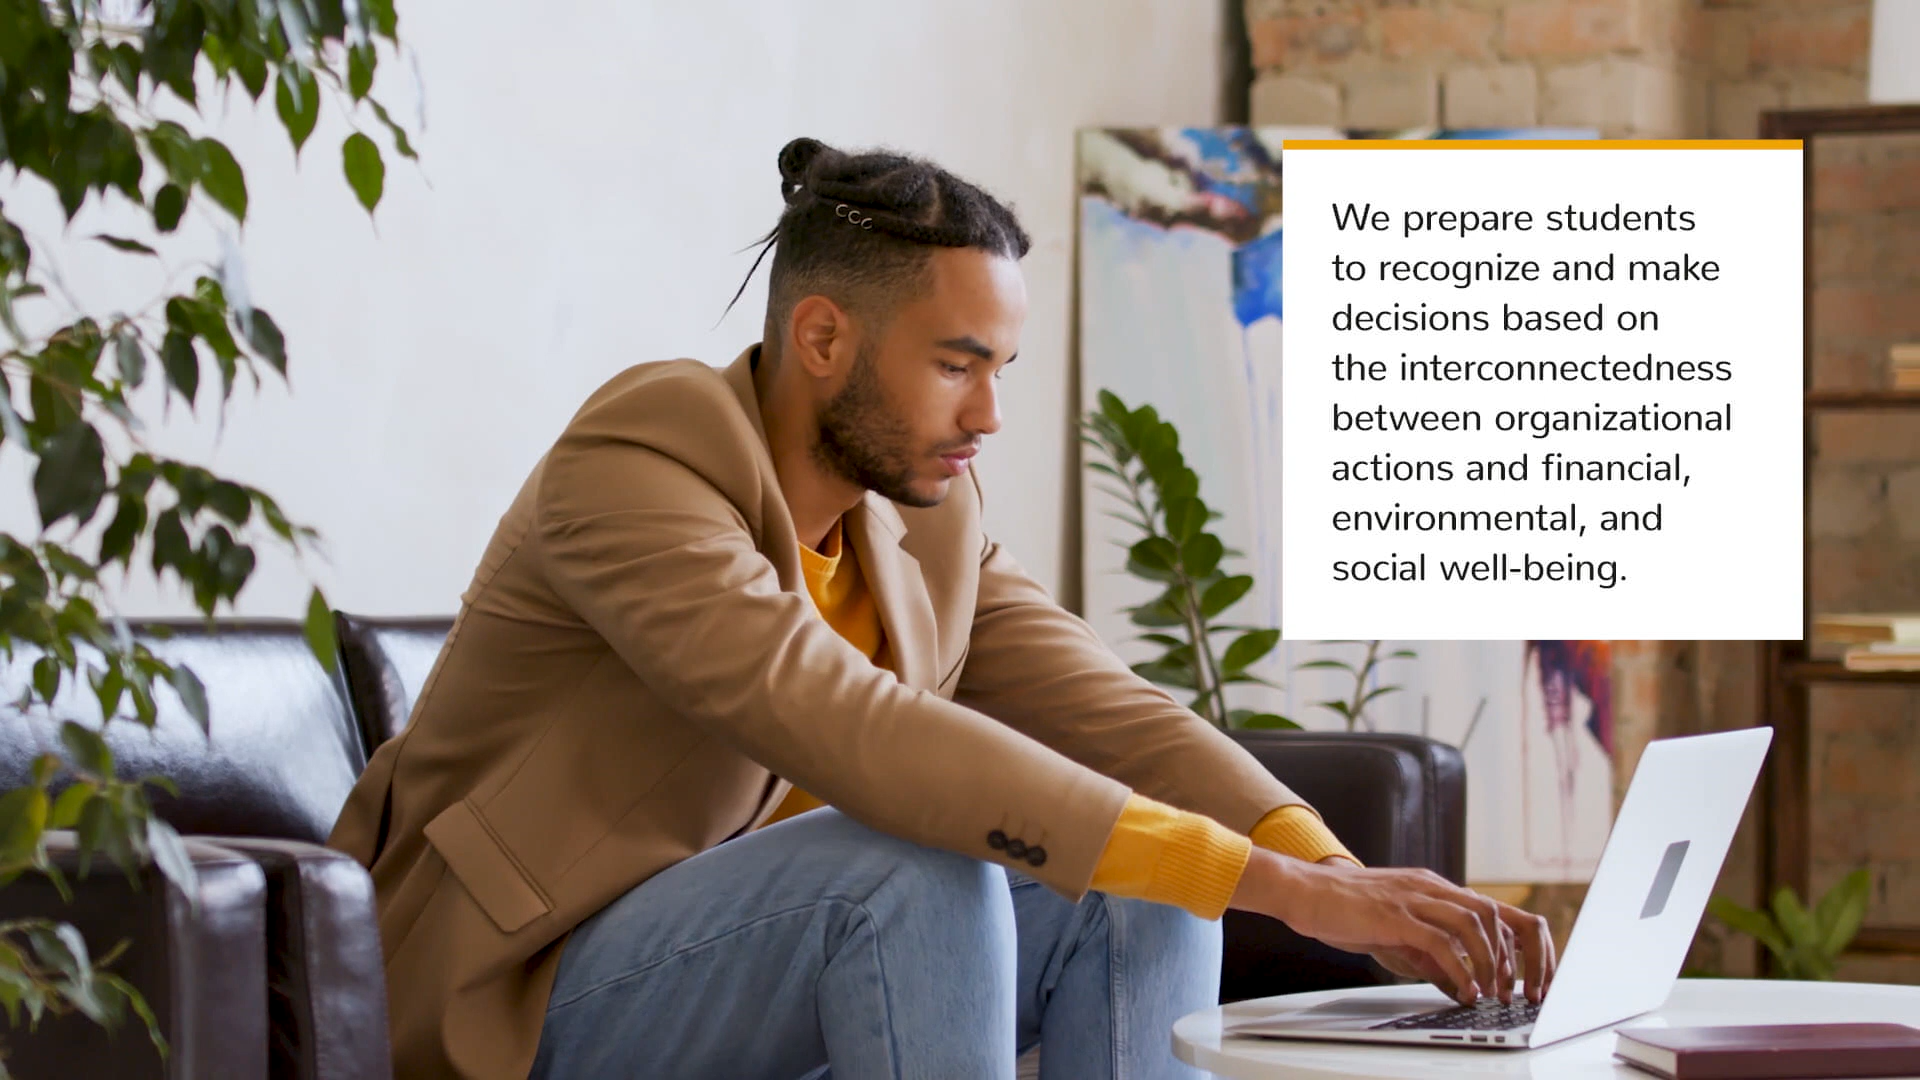 We prepare students
to recognize and make
decisions based on
the interconnectedness
between organizational
actions and financial,
environmental, and
social well-being.